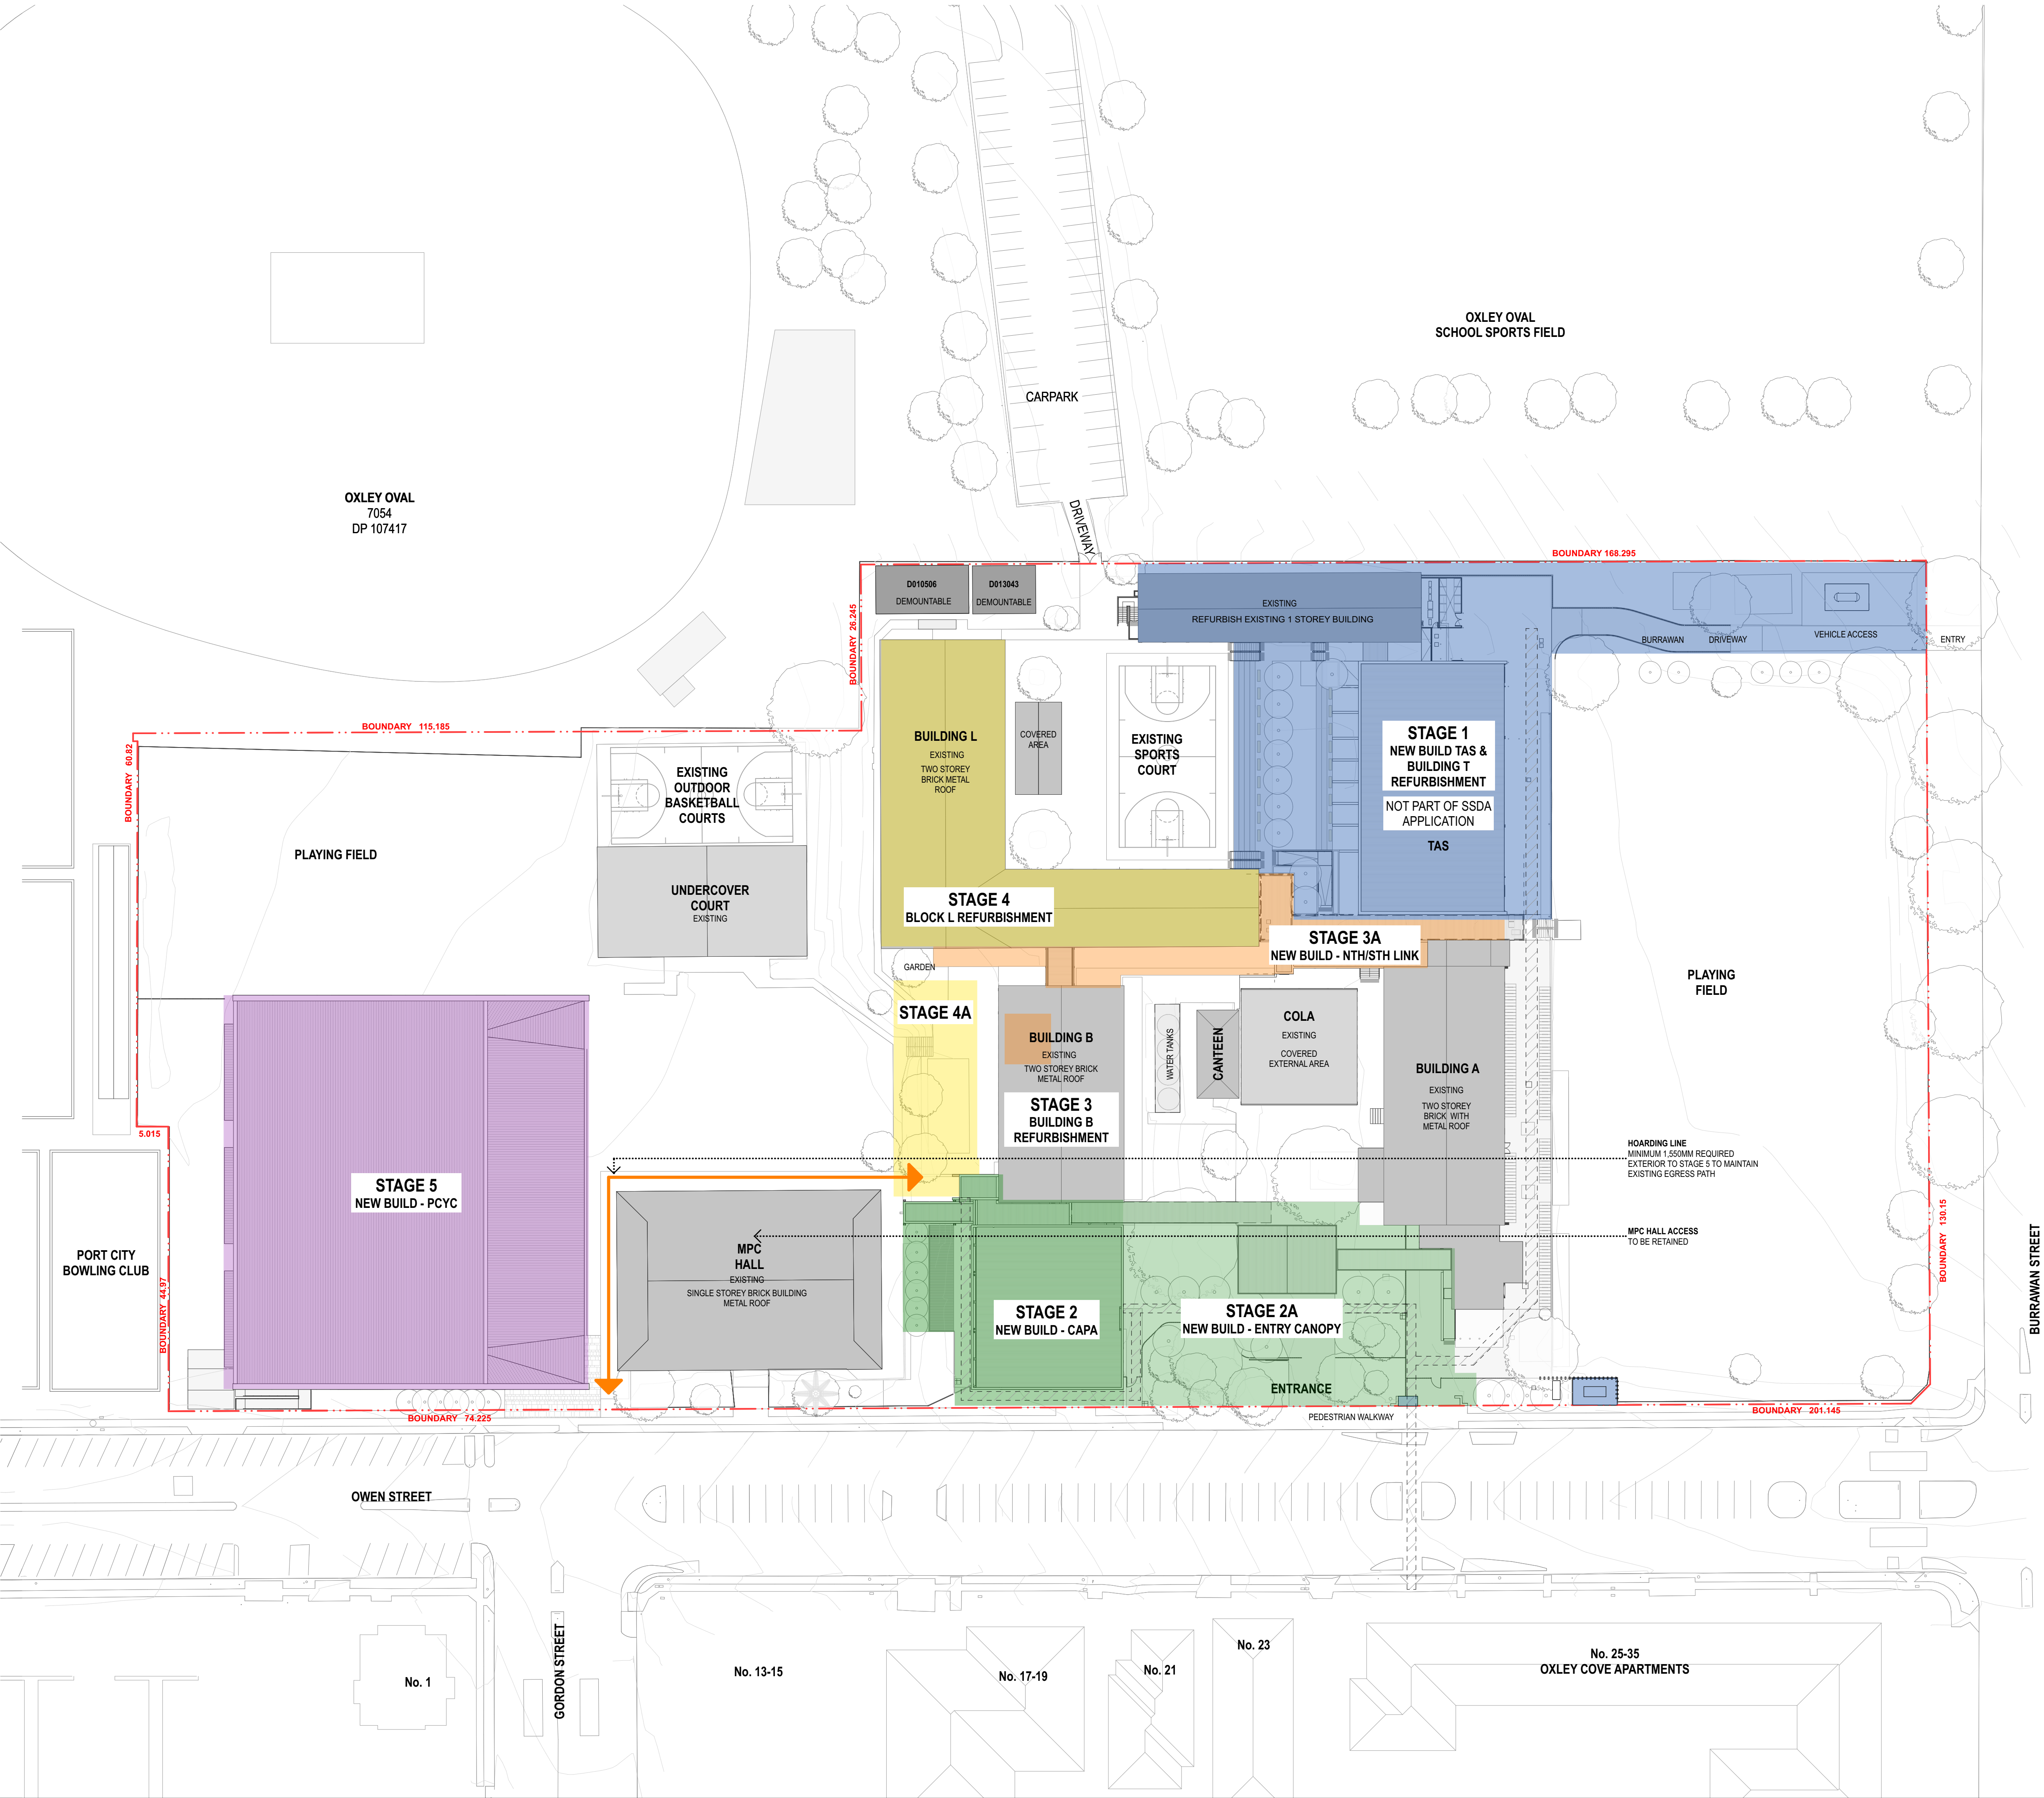 OXLEY OVAL
SCHOOL SPORTS FIELD
CARPARK
DRIVEWAY
OXLEY OVAL
7054
DP 107417
BOUNDARY 168.295
BOUNDARY 26.245
D010506
DEMOUNTABLE
D013043
DEMOUNTABLE
EXISTING
REFURBISH EXISTING 1 STOREY BUILDING
BURRAWAN DRIVEWAY
VEHICLE ACCESS
ENTRY
BOUNDARY 115.185
BOUNDARY 60.82
PLAYING FIELD
EXISTING
OUTDOOR
BASKETBALL
COURTS
UNDERCOVER
COURT
EXISTING
BUILDING L
EXISTING
TWO STOREY
BRICK METAL
ROOF
COVERED
AREA
EXISTING
SPORTS
COURT
STAGE 1
NEW BUILD TAS &
BUILDING T
REFURBISHMENT
NOT PART OF SSDA
APPLICATION
TAS
STAGE 4
BLOCK L REFURBISHMENT
STAGE 3A
NEW BUILD - NTH/STH LINK
GARDEN
STAGE 4A
BUILDING B
EXISTING
TWO STOREY BRICK
METAL ROOF
STAGE 3
BUILDING B
REFURBISHMENT
WATER TANKS
CANTEEN
COLA
EXISTING
COVERED
EXTERNAL AREA
BUILDING A
EXISTING
TWO STOREY
BRICK WITH
METAL ROOF
PLAYING
FIELD
HOARDING LINE
MINIMUM 1,550MM REQUIRED
EXTERIOR TO STAGE 5 TO MAINTAIN
EXISTING EGRESS PATH
MPC HALL ACCESS
TO BE RETAINED
BOUNDARY 130.15
BURRAWAN STREET
5.015
PORT CITY
BOWLING CLUB
BOUNDARY 44.97
STAGE 5
NEW BUILD - PCYC
MPC
HALL
EXISTING
SINGLE STOREY BRICK BUILDING
METAL ROOF
STAGE 2
NEW BUILD - CAPA
STAGE 2A
NEW BUILD - ENTRY CANOPY
ENTRANCE
PEDESTRIAN WALKWAY
BOUNDARY 74.225
BOUNDARY 201.145
OWEN STREET
GORDON STREET
No. 1
No. 13-15
No. 17-19
No. 21
No. 23
No. 25-35
OXLEY COVE APARTMENTS